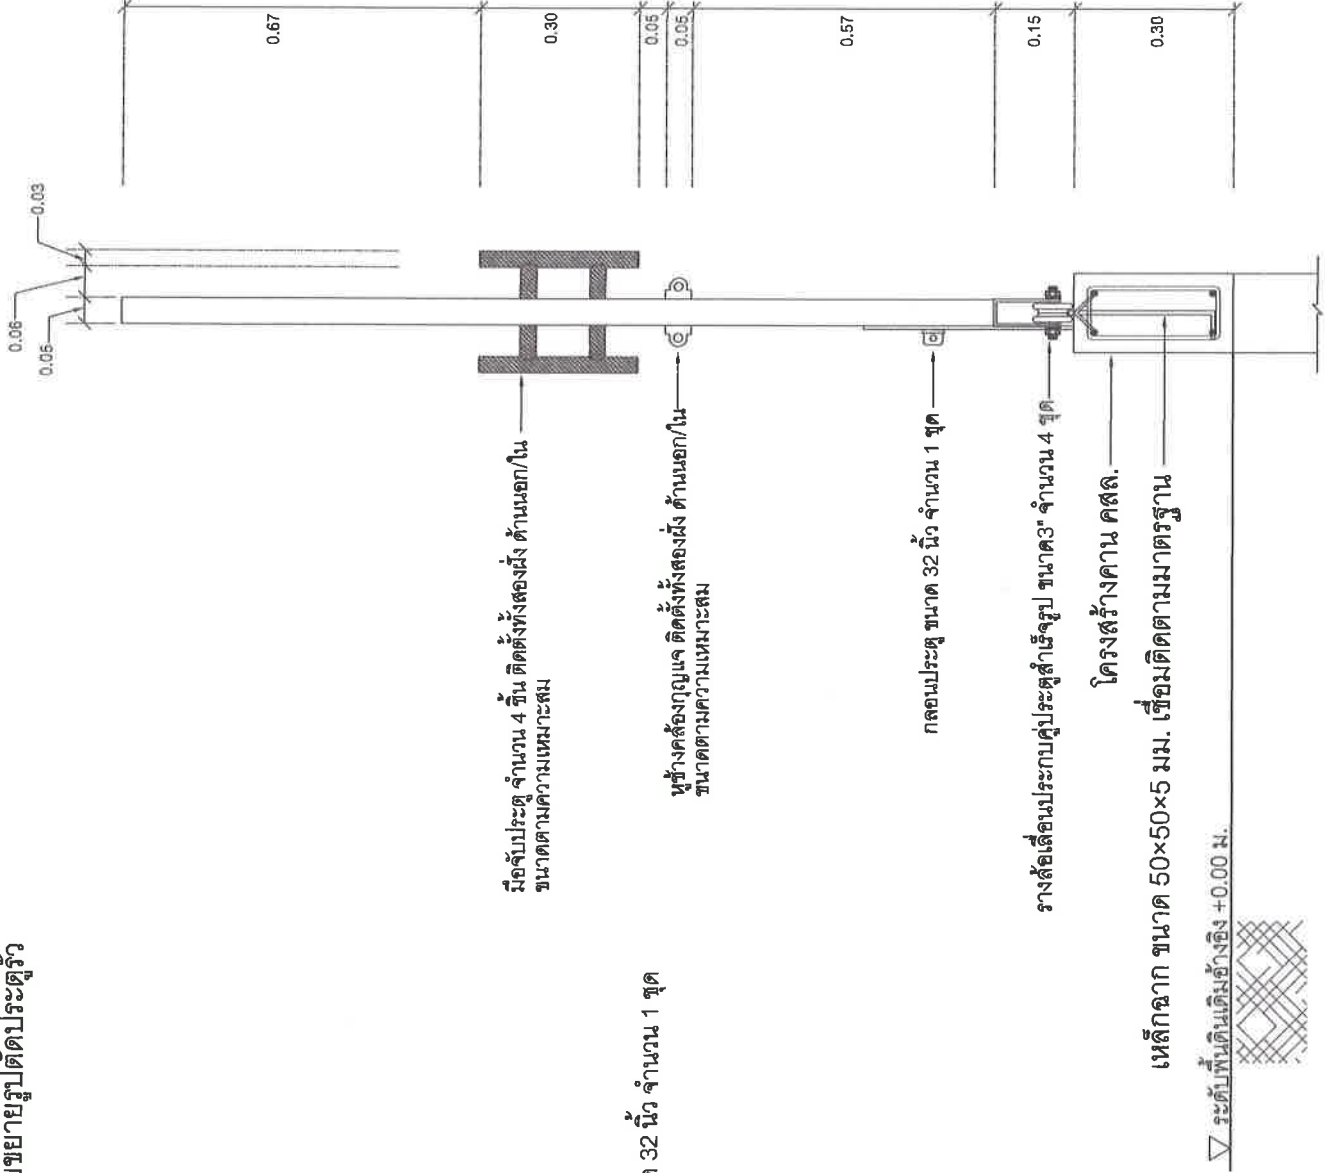 ขยายรูปตัดประตูรั้ว
0.06
0.05
0.03
0.67
0.30
0.05
0.05
0.57
0.15
0.30
มือจับประตู จำนวน 4 ชิ้น ติดตั้งทั้งสองฝั่ง ด้านนอก/ใน
ขนาดตามความเหมาะสม
หูช้างคล้องกุญแจ ติดตั้งทั้งสองฝั่ง ด้านนอก/ใน
ขนาดตามความเหมาะสม
กลอนประตู ขนาด 32 นิ้ว จำนวน 1 ชุด
32 นิ้ว จำนวน 1 ชุด
รางล้อเลื่อนประกบคู่ประตูสำเร็จรูป ขนาด3" จำนวน 4 ชุด
โครงสร้างคาน คสล.
เหล็กฉาก ขนาด 50×50×5 มม. เชื่อมติดตามมาตรฐาน
ระดับพื้นดินเดิมอ้างอิง +0.00 ม.